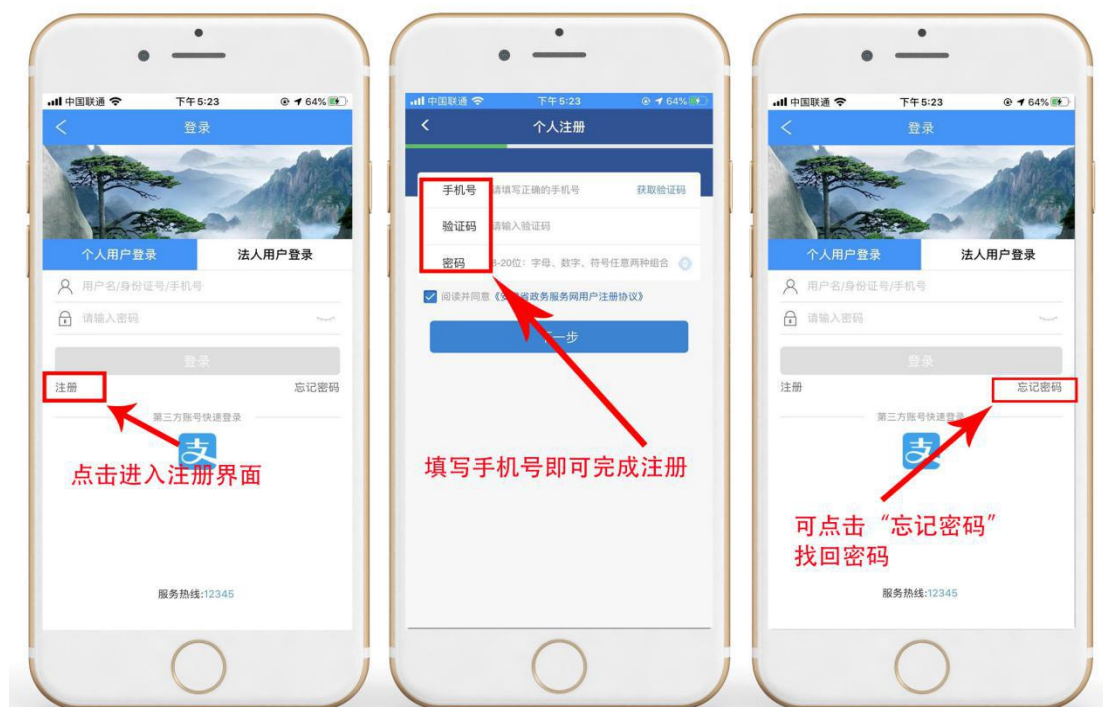 中国联通
下午5:23
64%
登录
个人用户登录
法人用户登录
用户名/身份证号/手机号
请输入密码
登录
注册
忘记密码
第三方账号快速登录
支
点击进入注册界面
服务热线:12345
中国联通
下午5:23
64%
个人注册
手机号
请填写正确的手机号
获取验证码
验证码
请输入验证码
密码
8-20位：字母、数字、符号任意两种组合
阅读并同意《安徽省政务服务网用户注册协议》
下一步
填写手机号即可完成注册
中国联通
下午5:23
64%
登录
个人用户登录
法人用户登录
用户名/身份证号/手机号
请输入密码
登录
注册
忘记密码
第三方账号快速登录
支
可点击“忘记密码”
找回密码
服务热线:12345